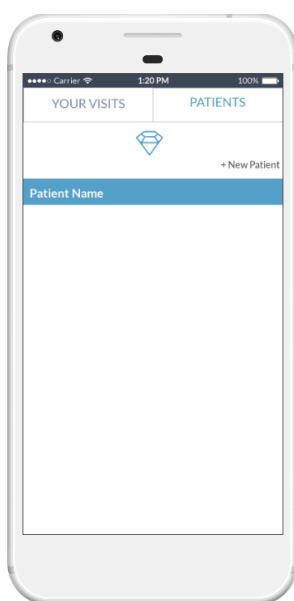 Carrier 1:20 PM 100%
YOUR VISITS PATIENTS
+ New Patient
Patient Name